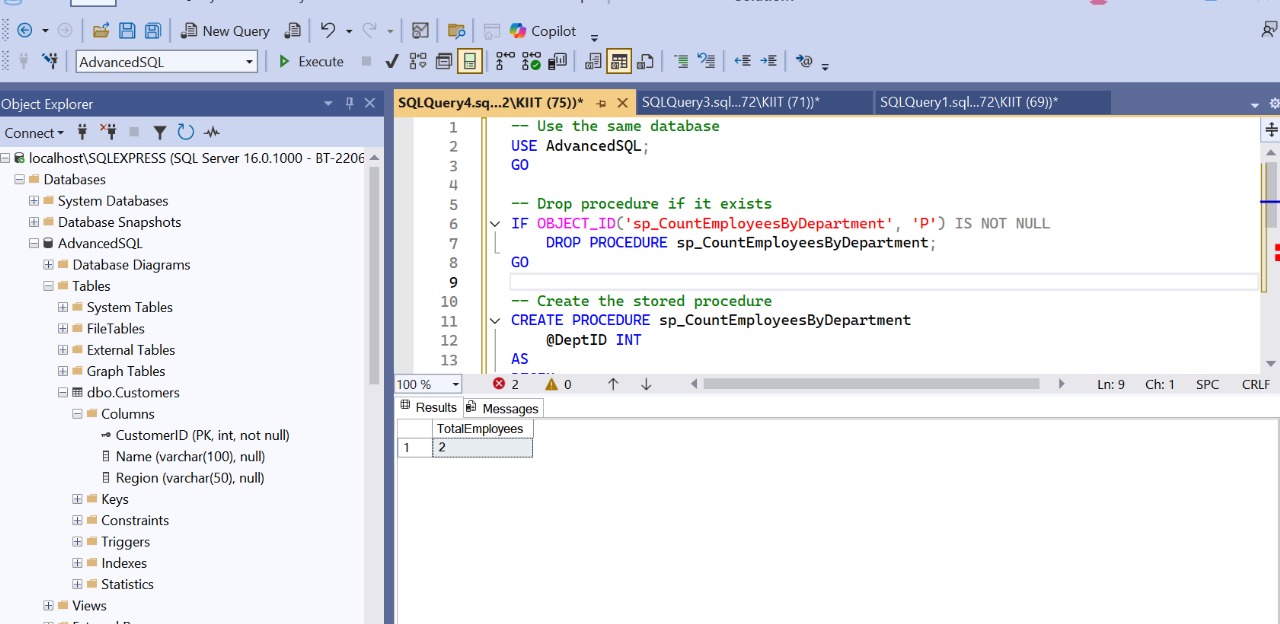 New Query
Copilot
AdvancedSQL
Execute
Object Explorer
Connect
localhost\SQLEXPRESS (SQL Server 16.0.1000 - BT-2206
Databases
System Databases
Database Snapshots
AdvancedSQL
Database Diagrams
Tables
System Tables
FileTables
External Tables
Graph Tables
dbo.Customers
Columns
CustomerID (PK, int, not null)
Name (varchar(100), null)
Region (varchar(50), null)
Keys
Constraints
Triggers
Indexes
Statistics
Views
SQLQuery4.sq...2\KIIT (75))* SQLQuery3.sql...72\KIIT (71))* SQLQuery1.sql...72\KIIT (69))*
1 -- Use the same database
2 USE AdvancedSQL;
3 GO
4
5 -- Drop procedure if it exists
6 IF OBJECT_ID('sp_CountEmployeesByDepartment', 'P') IS NOT NULL
7 DROP PROCEDURE sp_CountEmployeesByDepartment;
8 GO
9
10 -- Create the stored procedure
11 CREATE PROCEDURE sp_CountEmployeesByDepartment
12 @DeptID INT
13 AS
100 % 2 0 Ln: 9 Ch: 1 SPC CRLF
Results Messages
TotalEmployees
1 2